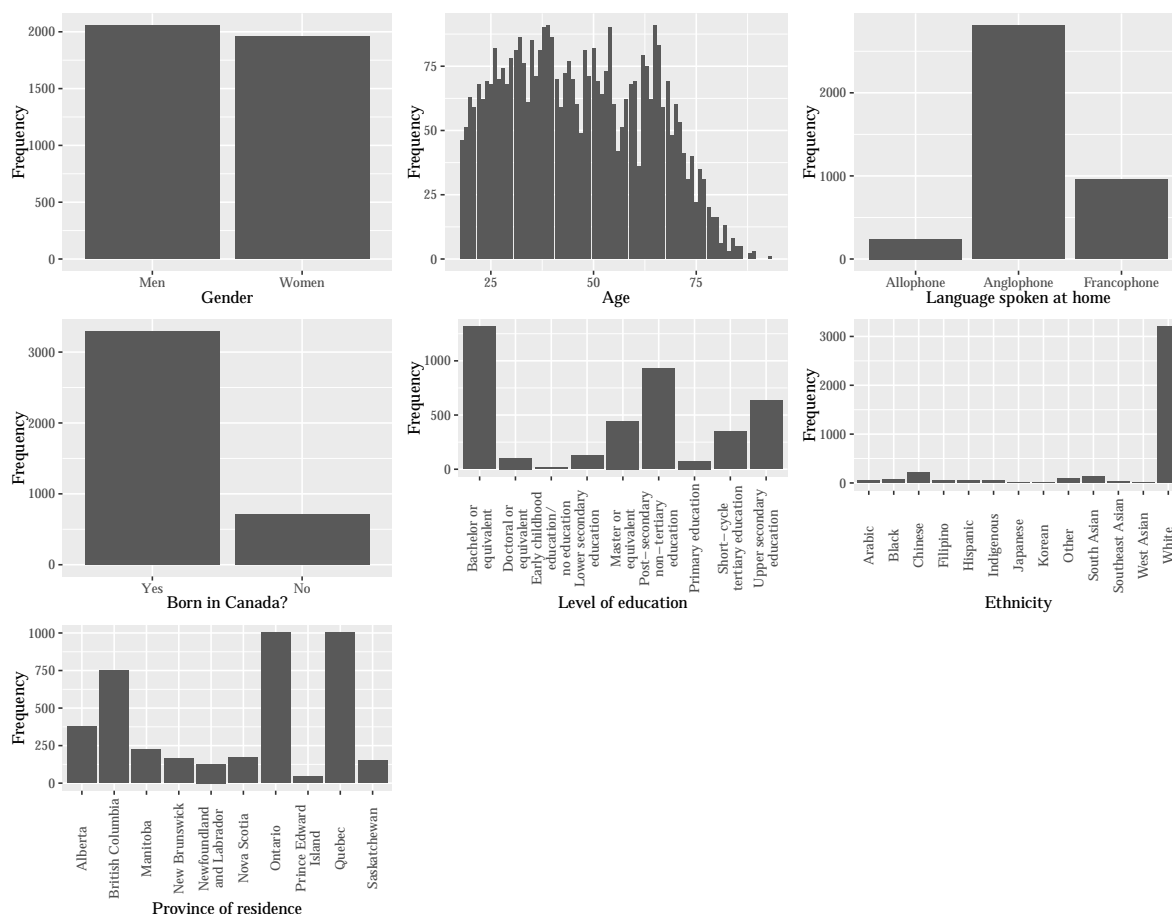 2000
1500
1000
500
0
Frequency
Men
Women
Gender
75
50
25
0
Frequency
25
50
75
Age
2000
1000
0
Frequency
Allophone
Anglophone
Francophone
Language spoken at home
3000
2000
1000
0
Frequency
Yes
No
Born in Canada?
1000
500
0
Frequency
Bachelor or
equivalent
Doctoral or
equivalent
Early childhood
education/
no education
Lower secondary
education
Master or
equivalent
Post−secondary
non−tertiary
education
Primary education
Short−cycle
tertiary education
Upper secondary
education
Level of education
3000
2000
1000
0
Frequency
Arabic
Black
Chinese
Filipino
Hispanic
Indigenous
Japanese
Korean
Other
South Asian
Southeast Asian
West Asian
White
Ethnicity
1000
750
500
250
0
Frequency
Alberta
British Columbia
Manitoba
New Brunswick
Newfoundland
and Labrador
Nova Scotia
Ontario
Prince Edward
Island
Quebec
Saskatchewan
Province of residence